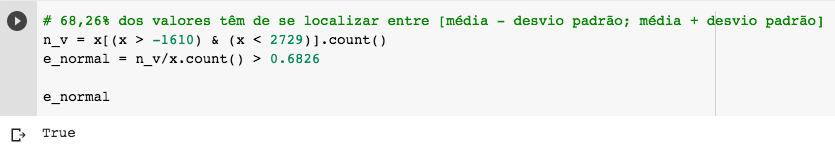 # 68,26% dos valores têm de se localizar entre [média - desvio padrão; média + desvio padrão]
n_v = x[(x > -1610) & (x < 2729)].count()
e_normal = n_v/x.count() > 0.6826
e_normal
True